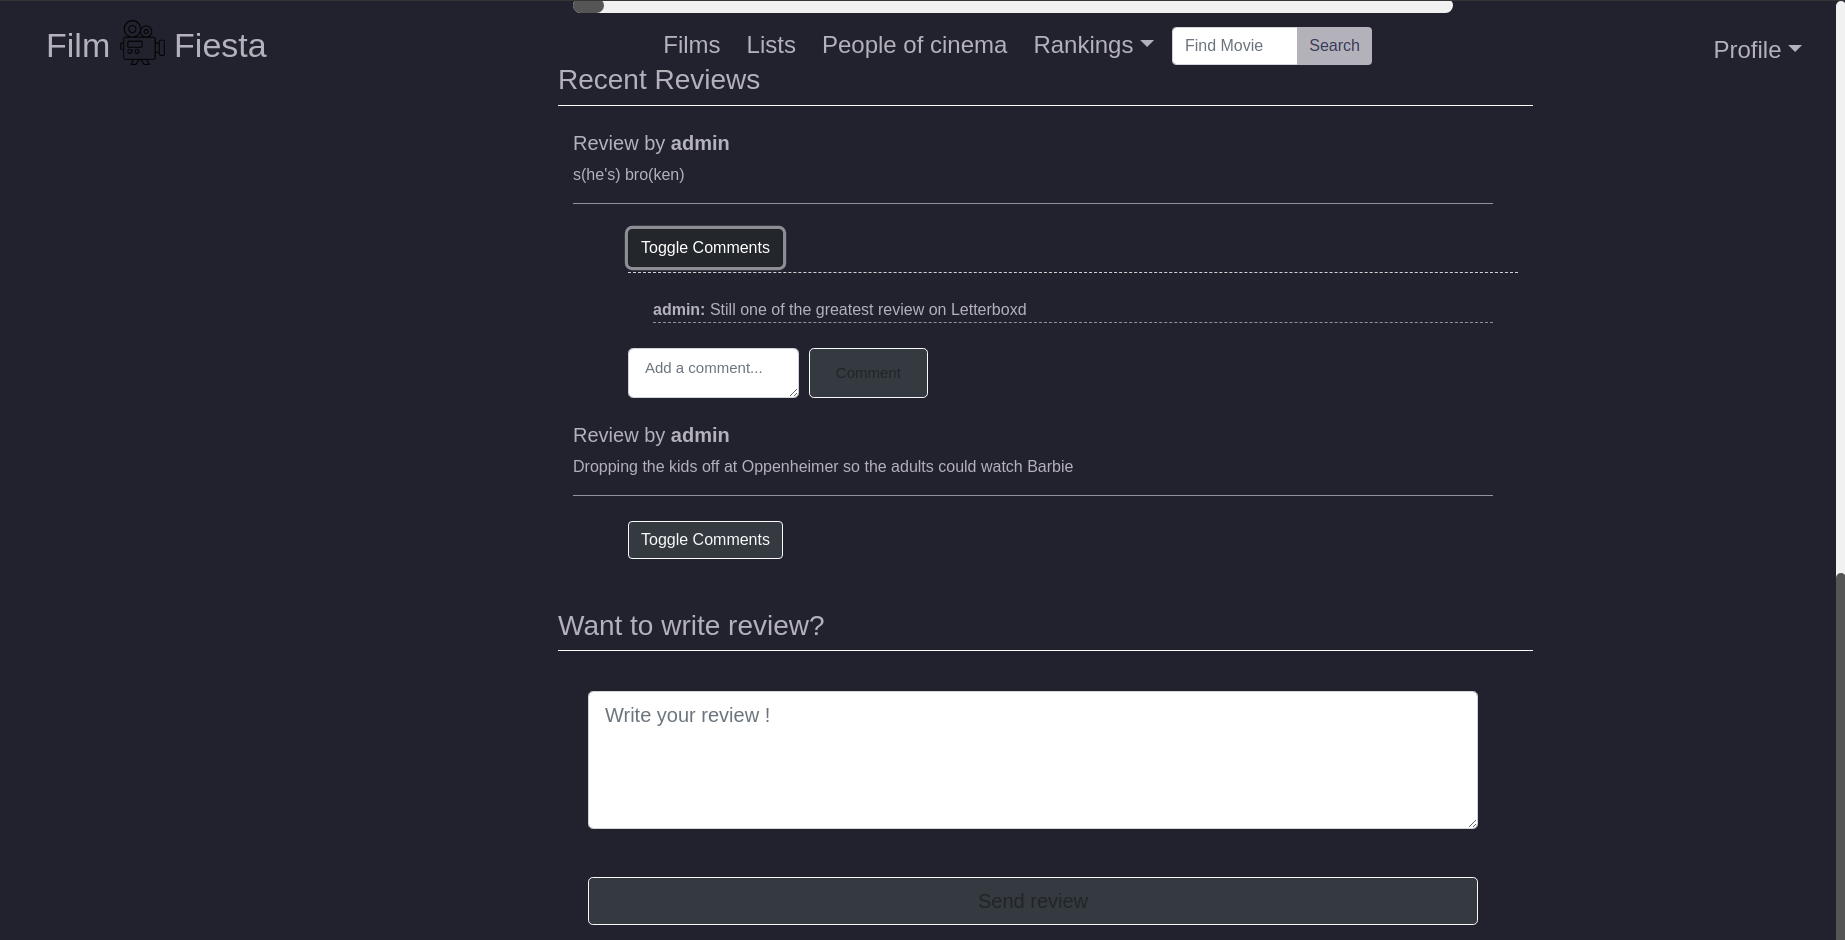 Film Fiesta
Films Lists People of cinema Rankings Find Movie Search Profile
Recent Reviews
Review by admin
s(he's) bro(ken)
Toggle Comments
admin: Still one of the greatest review on Letterboxd
Add a comment... Comment
Review by admin
Dropping the kids off at Oppenheimer so the adults could watch Barbie
Toggle Comments
Want to write review?
Write your review !
Send review